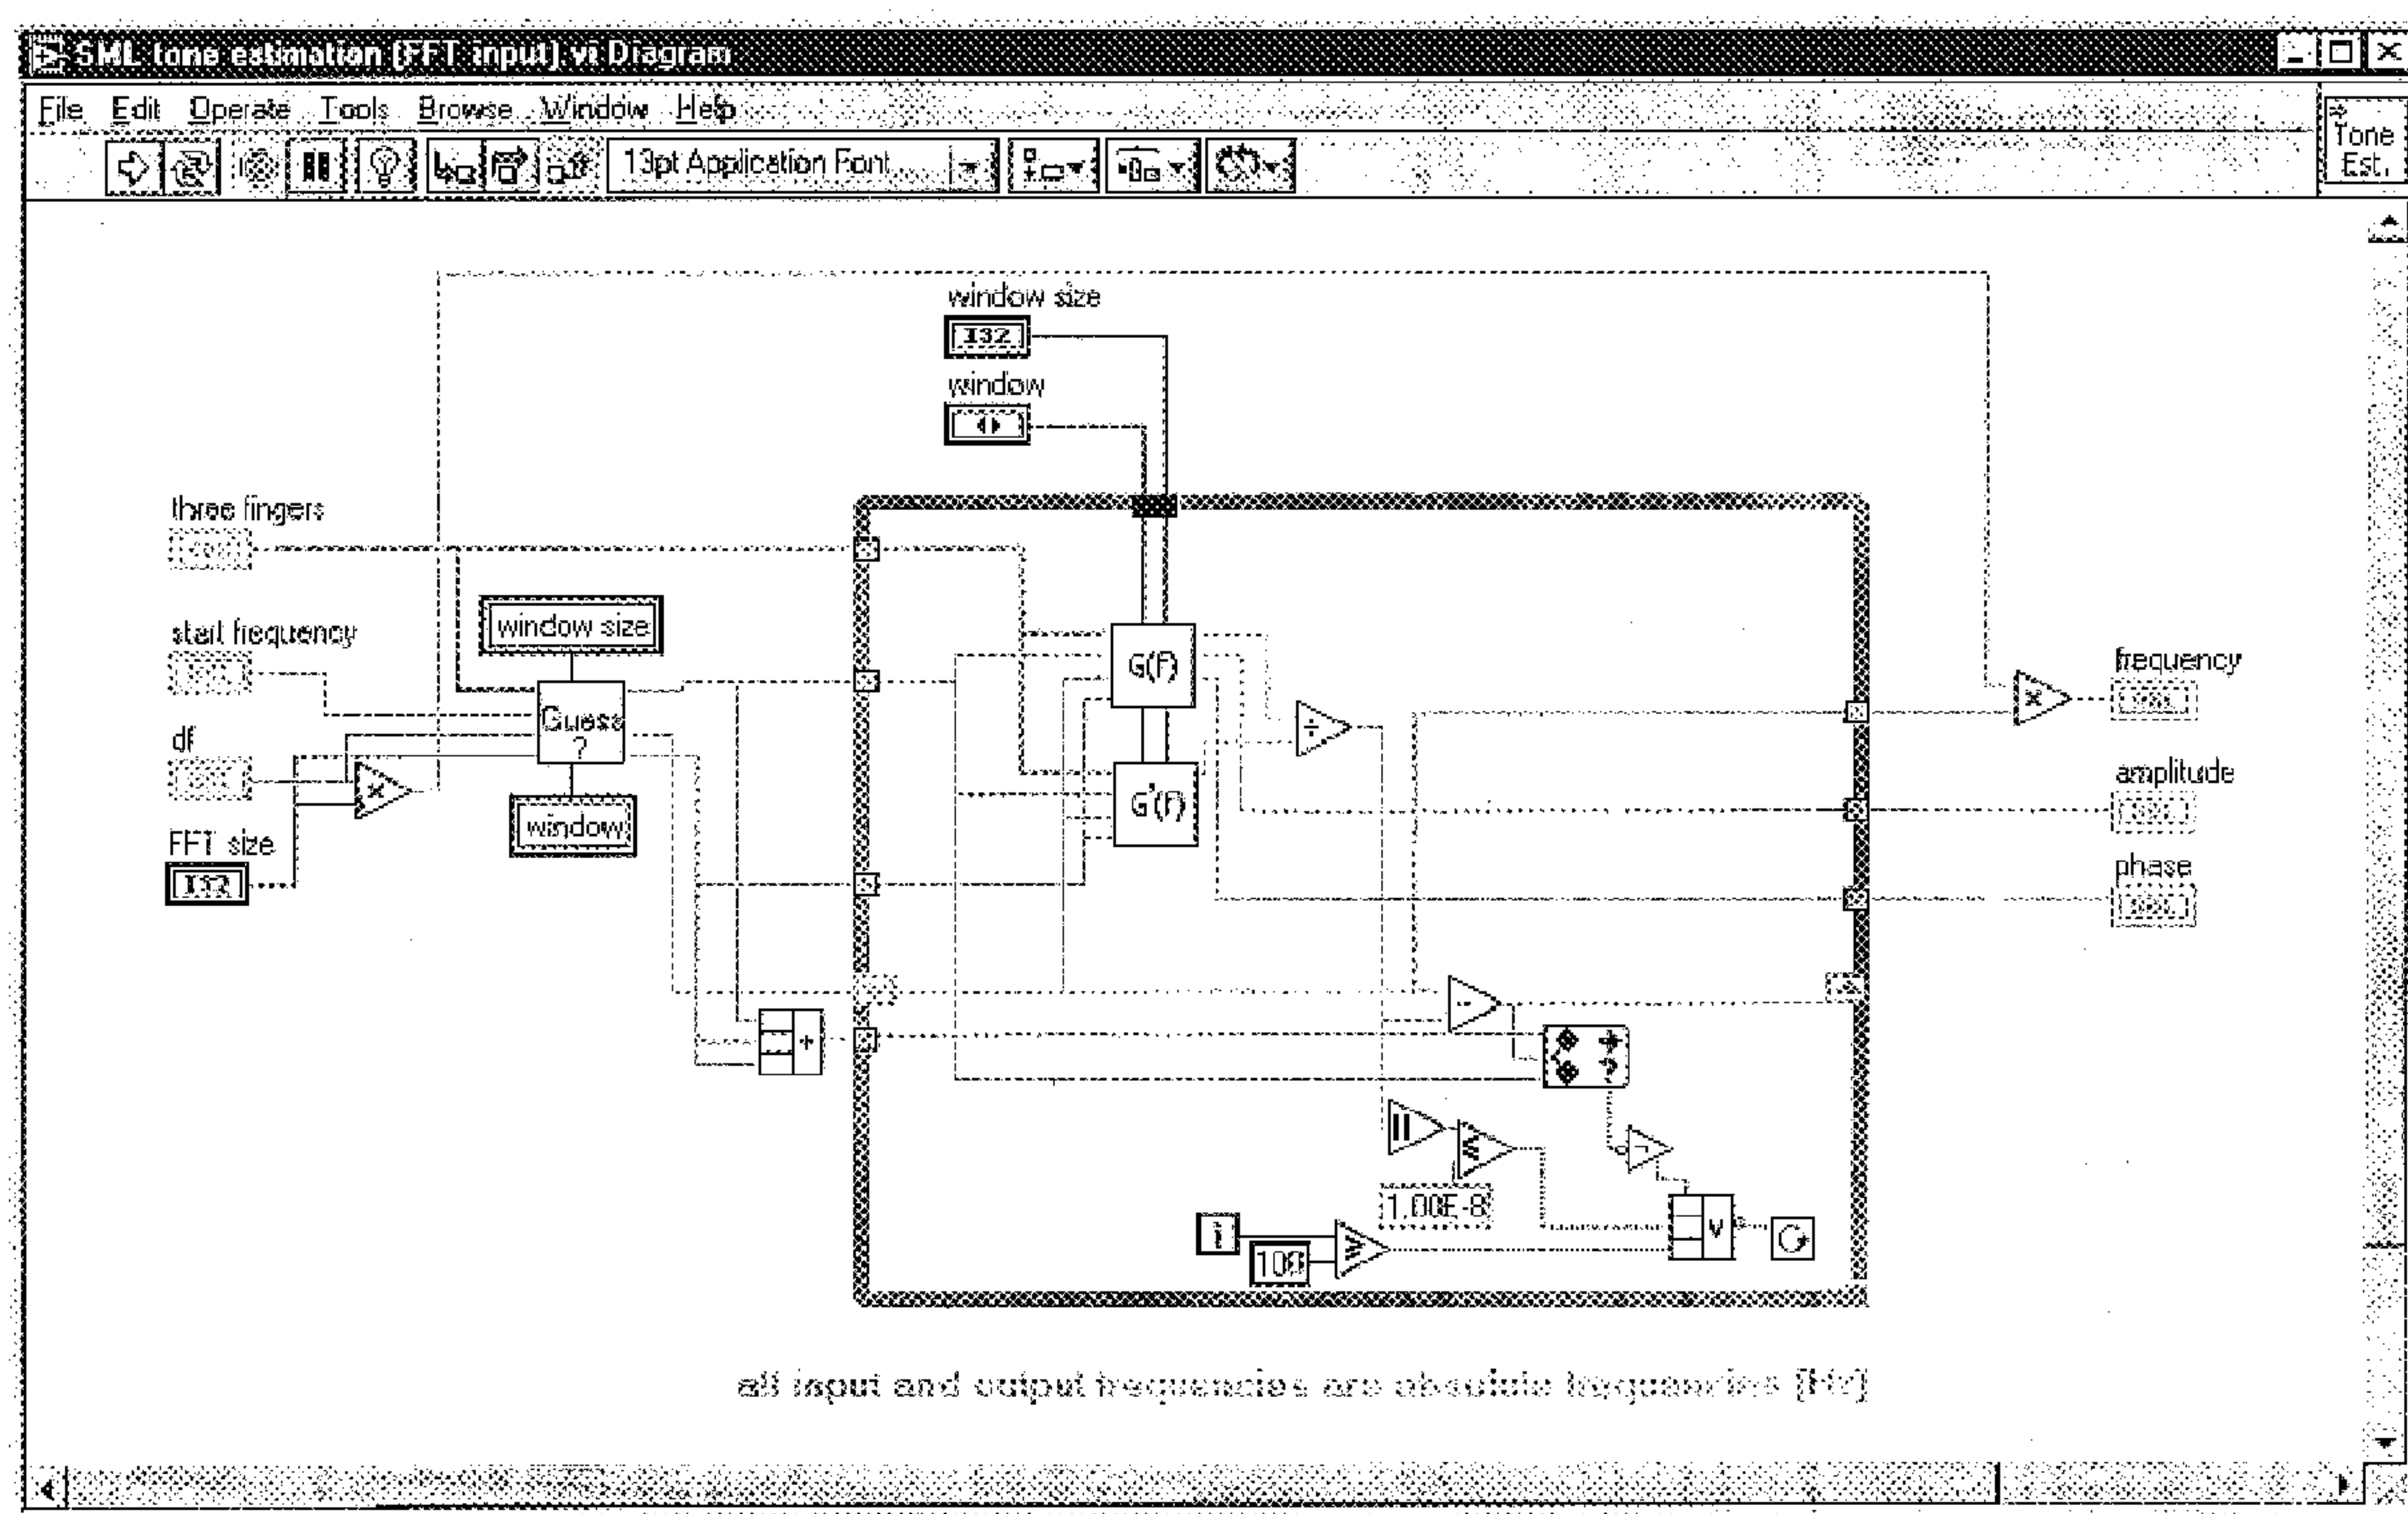 SML tone estimation (FFT input).vi Diagram
File Edit Operate Tools Browse Window Help
13pt Application Font
Tone
Est.
window size
I32
window
three fingers
start frequency
window size
Guess
?
df
window
FFT size
I32
G(f)
G'(f)
frequency
amplitude
phase
1.00E-8
i
100
all input and output frequencies are absolute frequencies [Hz]